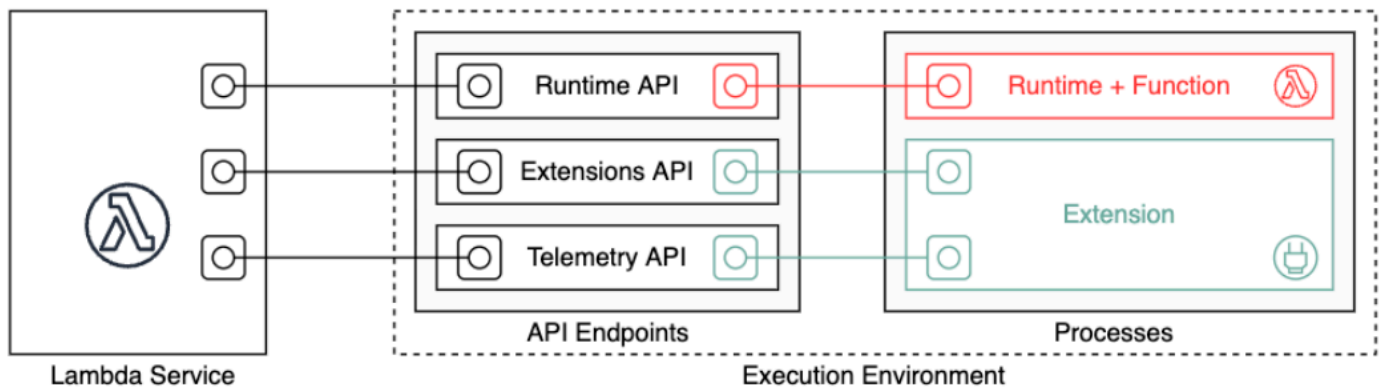 Runtime API
Runtime + Function
Extensions API
Extension
Telemetry API
API Endpoints
Processes
Lambda Service
Execution Environment